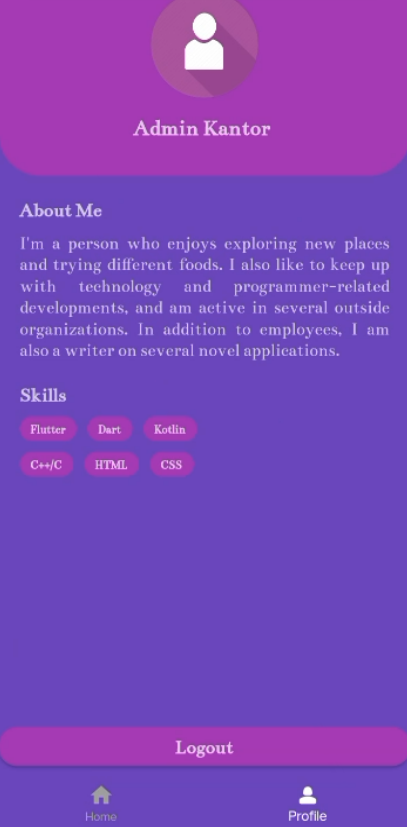 Admin Kantor
About Me
I'm a person who enjoys exploring new places
and trying different foods. I also like to keep up
with technology and programmer-related
developments, and am active in several outside
organizations. In addition to employees, I am
also a writer on several novel applications.
Skills
Flutter Dart Kotlin
C++/C HTML CSS
Logout
Home Profile